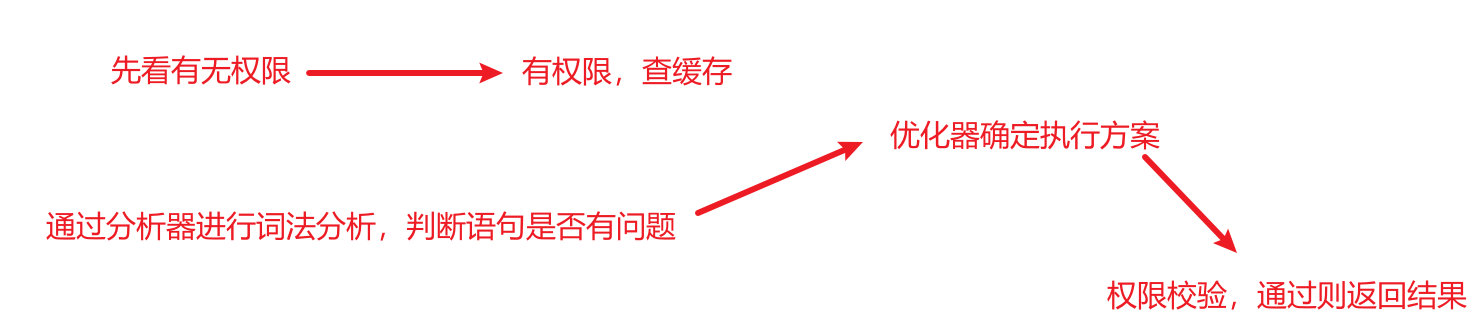 先看有无权限
有权限，查缓存
优化器确定执行方案
通过分析器进行词法分析，判断语句是否有问题
权限校验，通过则返回结果